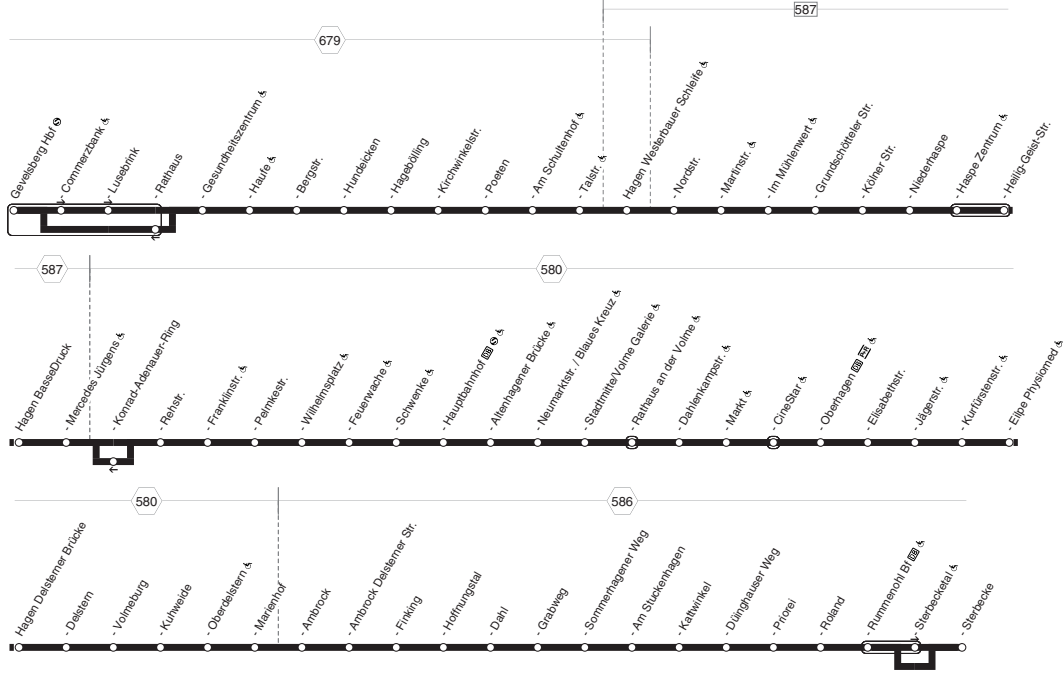 587
679
Gevelsberg Hbf
- Commerzbank
- Lusebrink
- Rathaus
- Gesundheitszentrum
- Haufe
- Bergstr.
- Hundeicken
- Hagebölling
- Kirchwinkelstr.
- Poeten
- Am Schultenhof
- Talstr.
Hagen Westerbauer Schleife
- Nordstr.
- Martinstr.
- Im Mühlenwert
- Grundschötteler Str.
- Kölner Str.
- Niederhaspe
- Haspe Zentrum
- Heilig-Geist-Str.
587
580
Hagen BasseDruck
- Mercedes Jürgens
- Konrad-Adenauer-Ring
- Rehstr.
- Franklinstr.
- Pelmkestr.
- Wilhelmsplatz
- Feuerwache
- Schwenke
- Hauptbahnhof
- Altenhagener Brücke
- Neumarktstr. / Blaues Kreuz
- Stadtmitte/Volme Galerie
- Rathaus an der Volme
- Dahlenkampstr.
- Markt
- CineStar
- Oberhagen
- Elisabethstr.
- Jägerstr.
- Kurfürstenstr.
- Eilpe Physiomed
580
586
Hagen Delsterner Brücke
- Delstern
- Volmeburg
- Kuhweide
- Oberdelstern
- Marienhof
- Ambrock
- Ambrock Delsterner Str.
- Finking
- Hoffnungstal
- Dahl
- Grabweg
- Sommerhagener Weg
- Am Stuckenhagen
- Kattwinkel
- Düinghauser Weg
- Priorei
- Roland
- Rummenohl Bf
- Sterbecketal
- Sterbecke